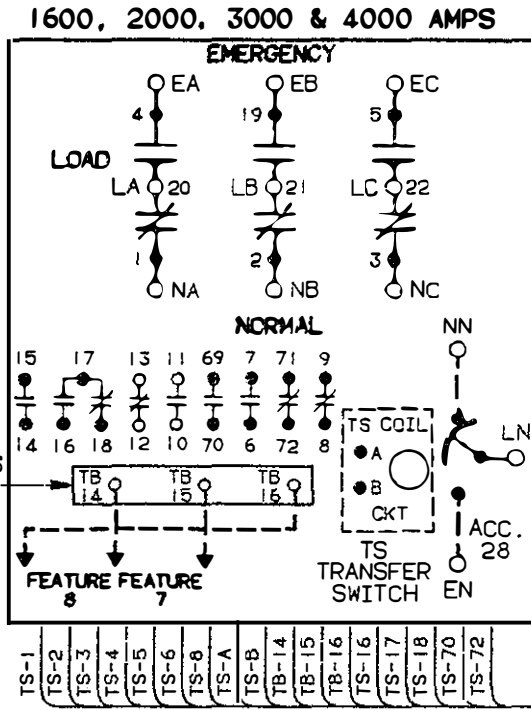 1600, 2000, 3000 & 4000 AMPS
EMERGENCY
EA EB EC
4 19 5
LOAD
LA 20 LB 21 LC 22
1 2 3
NA NB NC
NORMAL
NN
15 17 13 11 69 7 71 9
14 16 18 12 10 70 6 72 8
TS COIL
A
B
CKT
LN
TB 14
TB 15
TB 16
ACC. 28
TS
TRANSFER
SWITCH
EN
FEATURE 8
FEATURE 7
TS-1
TS-2
TS-3
TS-4
TS-5
TS-6
TS-8
TS-A
TS-B
TB-14
TB-15
TB-16
TS-16
TS-17
TS-18
TS-70
TS-72